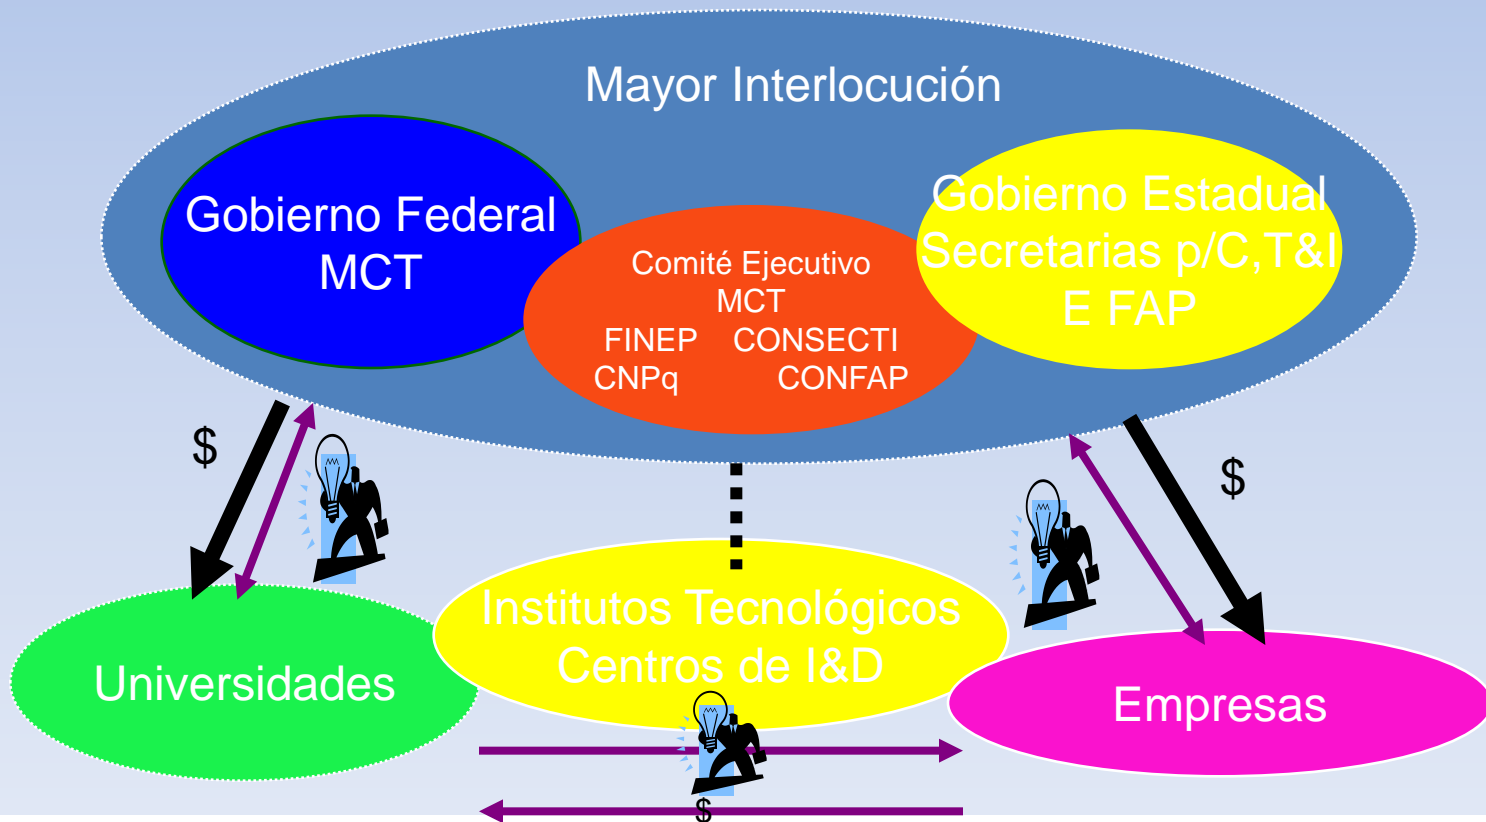 Mayor Interlocución
Gobierno Federal
MCT
Comité Ejecutivo
MCT
FINEP CONSECTI
CNPq CONFAP
Gobierno Estadual
Secretarias p/C,T&I
E FAP
$
$
Universidades
Institutos Tecnológicos
Centros de I&D
Empresas
$